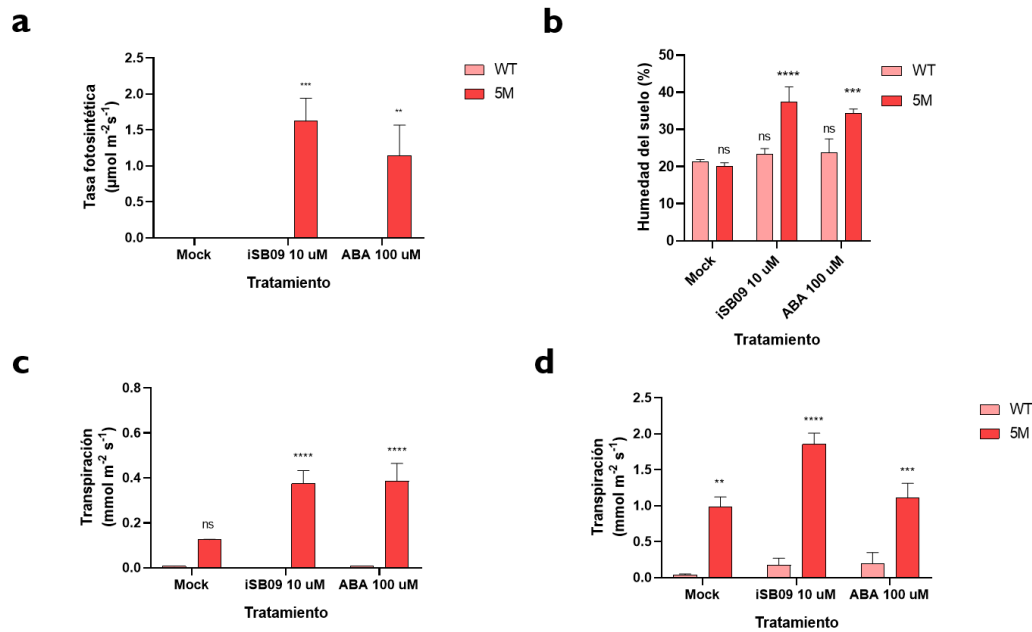 a
Tasa fotosintética
(µmol m⁻²s⁻¹)
2.5
2.0
1.5
1.0
0.5
0.0
***
**
WT
5M
Mock
iSB09 10 uM
ABA 100 uM
Tratamiento
b
Humedad del suelo (%)
50
40
30
20
10
0
ns
ns
****
ns
***
WT
5M
Mock
iSB09 10 uM
ABA 100 uM
Tratamiento
c
Transpiración
(mmol m⁻² s⁻¹)
0.8
0.6
0.4
0.2
0.0
ns
****
****
Mock
iSB09 10 uM
ABA 100 uM
Tratamiento
d
Transpiración
(mmol m⁻² s⁻¹)
2.5
2.0
1.5
1.0
0.5
0.0
**
****
***
WT
5M
Mock
iSB09 10 uM
ABA 100 uM
Tratamiento